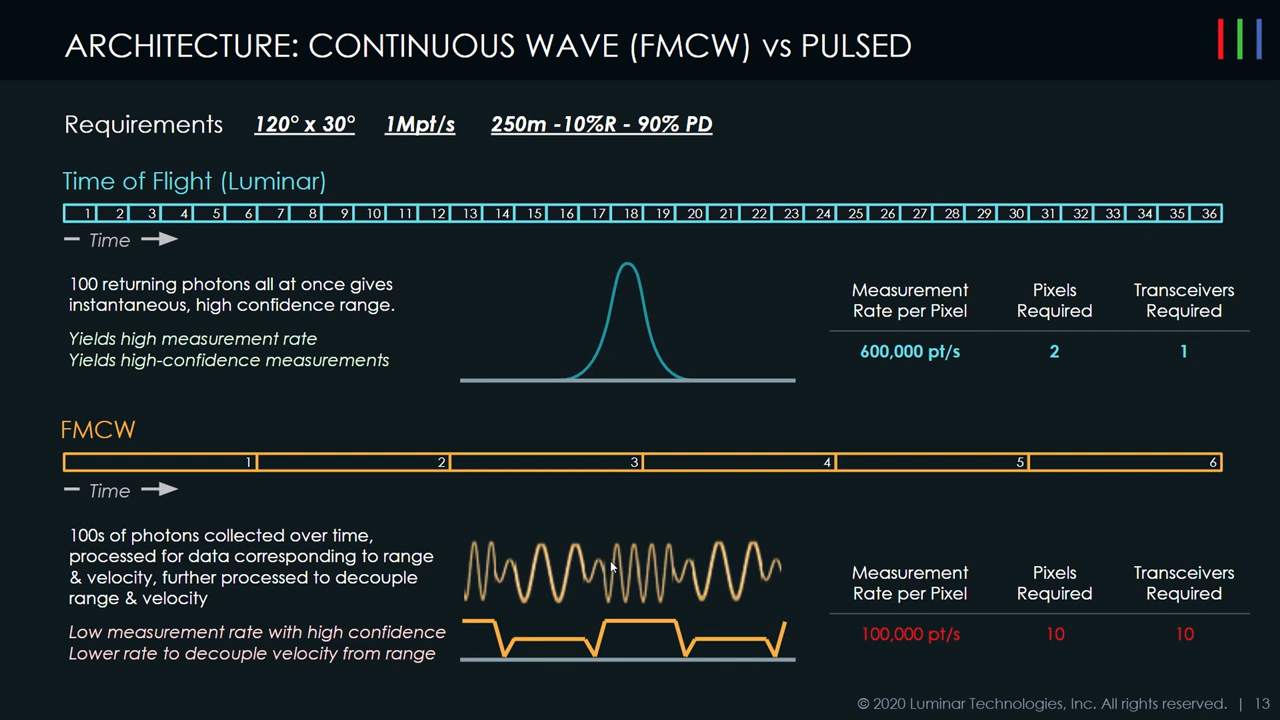 ARCHITECTURE: CONTINUOUS WAVE (FMCW) vs PULSED
Requirements 120° x 30° 1Mpt/s 250m -10%R - 90% PD
Time of Flight (Luminar)
1 2 3 4 5 6 7 8 9 10 11 12 13 14 15 16 17 18 19 20 21 22 23 24 25 26 27 28 29 30 31 32 33 34 35 36
Time
100 returning photons all at once gives
instantaneous, high confidence range.
Yields high measurement rate
Yields high-confidence measurements
Measurement Pixels Transceivers
Rate per Pixel Required Required
600,000 pt/s 2 1
FMCW
1 2 3 4 5 6
Time
100s of photons collected over time,
processed for data corresponding to range
& velocity, further processed to decouple
range & velocity
Low measurement rate with high confidence
Lower rate to decouple velocity from range
Measurement Pixels Transceivers
Rate per Pixel Required Required
100,000 pt/s 10 10
© 2020 Luminar Technologies, Inc. All rights reserved. | 13